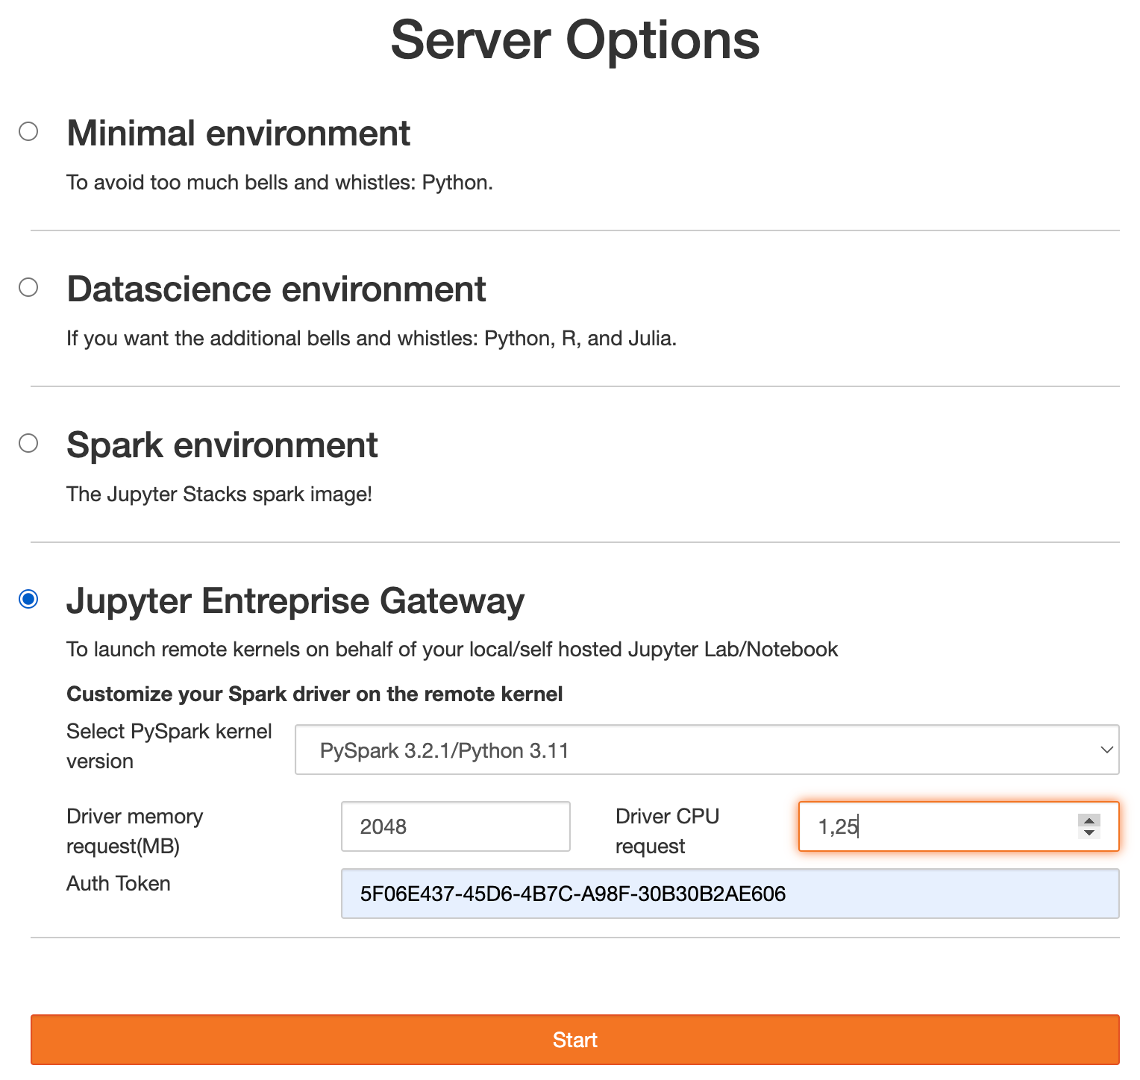 Server Options
Minimal environment
To avoid too much bells and whistles: Python.
Datascience environment
If you want the additional bells and whistles: Python, R, and Julia.
Spark environment
The Jupyter Stacks spark image!
Jupyter Entreprise Gateway
To launch remote kernels on behalf of your local/self hosted Jupyter Lab/Notebook
Customize your Spark driver on the remote kernel
Select PySpark kernel
version
PySpark 3.2.1/Python 3.11
Driver memory
request(MB)
2048
Driver CPU
request
1,25
Auth Token
5F06E437-45D6-4B7C-A98F-30B30B2AE606
Start